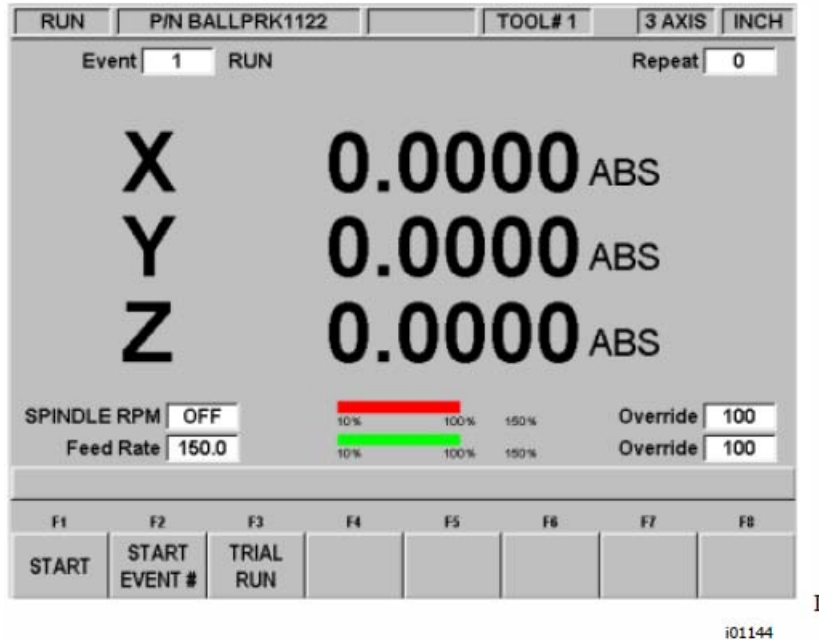 RUN P/N BALLPRK1122 TOOL# 1 3 AXIS INCH
Event 1 RUN Repeat 0
X 0.0000 ABS
Y 0.0000 ABS
Z 0.0000 ABS
SPINDLE RPM OFF 10% 100% 150% Override 100
Feed Rate 150.0 10% 100% 150% Override 100
F1 F2 F3 F4 F5 F6 F7 F8
START START EVENT # TRIAL RUN
i01144